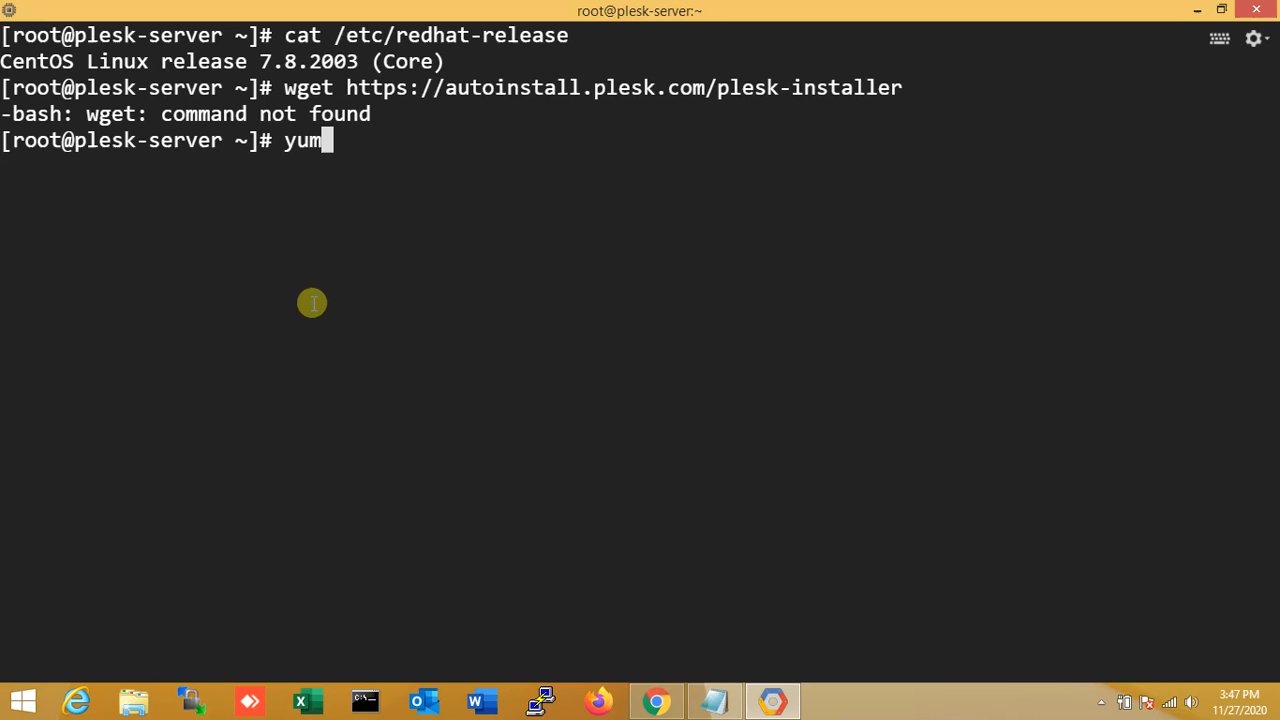 root@plesk-server:~
[root@plesk-server ~]# cat /etc/redhat-release
CentOS Linux release 7.8.2003 (Core)
[root@plesk-server ~]# wget https://autoinstall.plesk.com/plesk-installer
-bash: wget: command not found
[root@plesk-server ~]# yum
3:47 PM
11/27/2020